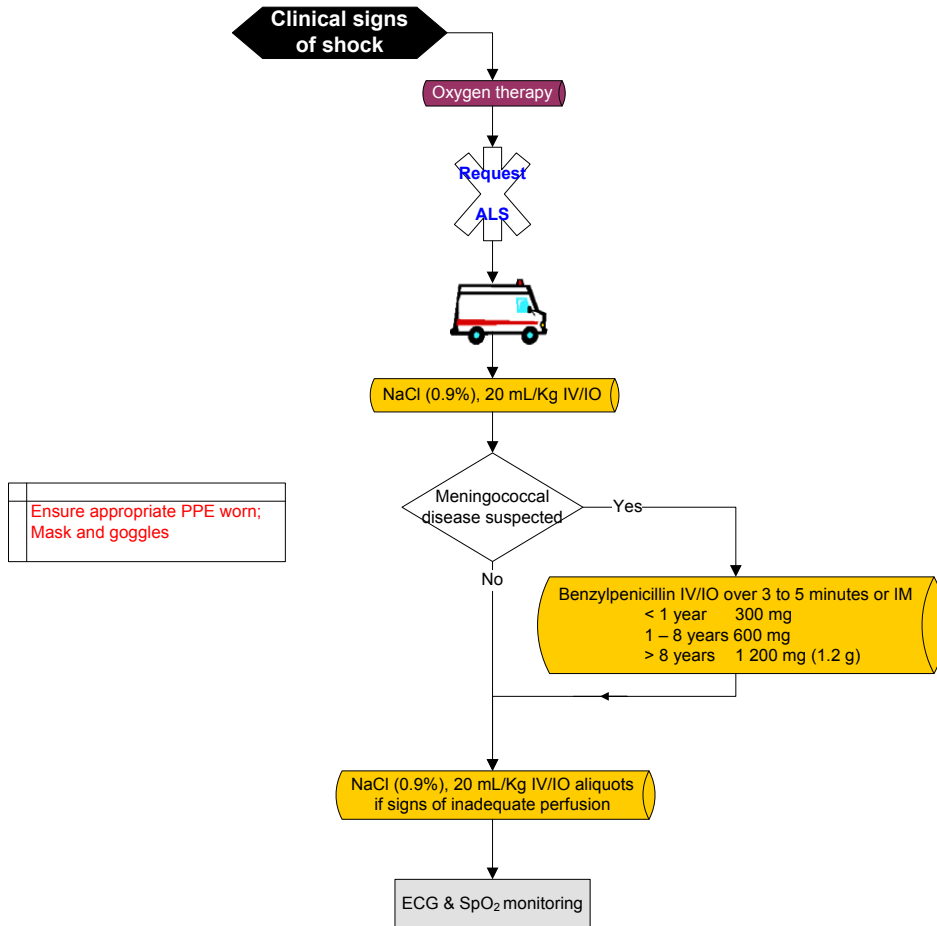 Clinical signs
of shock
Oxygen therapy
Request
ALS
NaCl (0.9%), 20 mL/Kg IV/IO
Meningococcal
disease suspected
Yes
No
Ensure appropriate PPE worn;
Mask and goggles
Benzylpenicillin IV/IO over 3 to 5 minutes or IM
< 1 year 300 mg
1 – 8 years 600 mg
> 8 years 1 200 mg (1.2 g)
NaCl (0.9%), 20 mL/Kg IV/IO aliquots
if signs of inadequate perfusion
ECG & SpO₂ monitoring